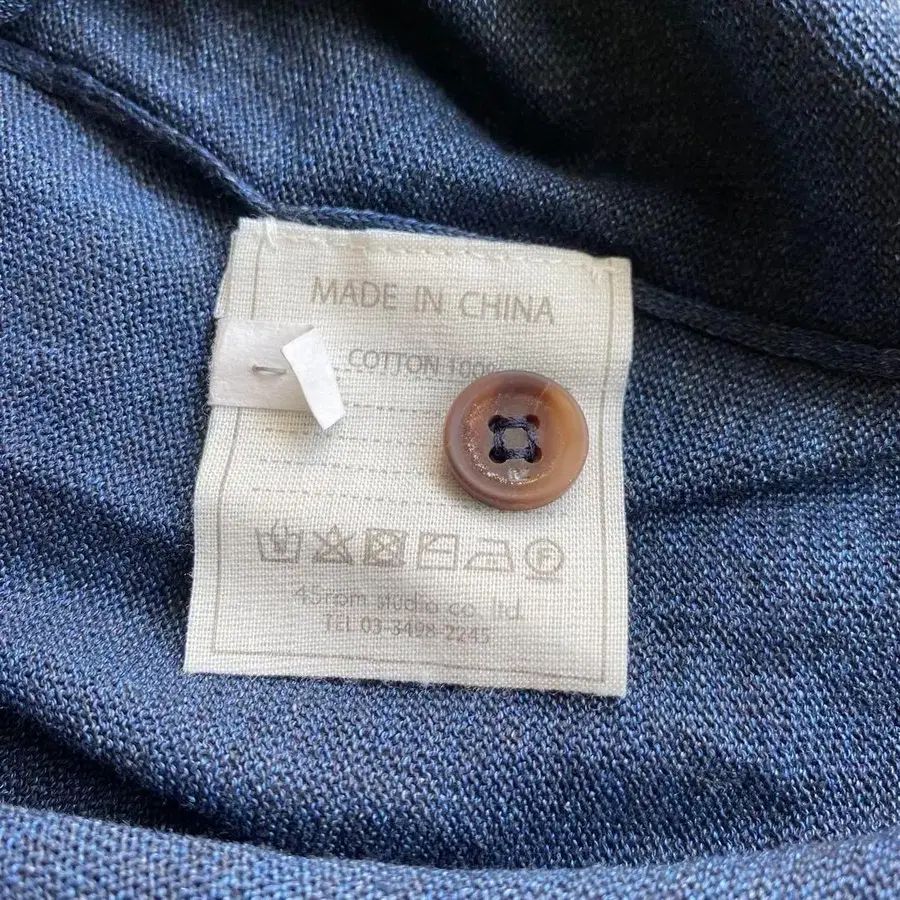 MADE IN CHINA
COTTON 100%
F
45rpm studio co. ltd.
TEL 03-3498-2245